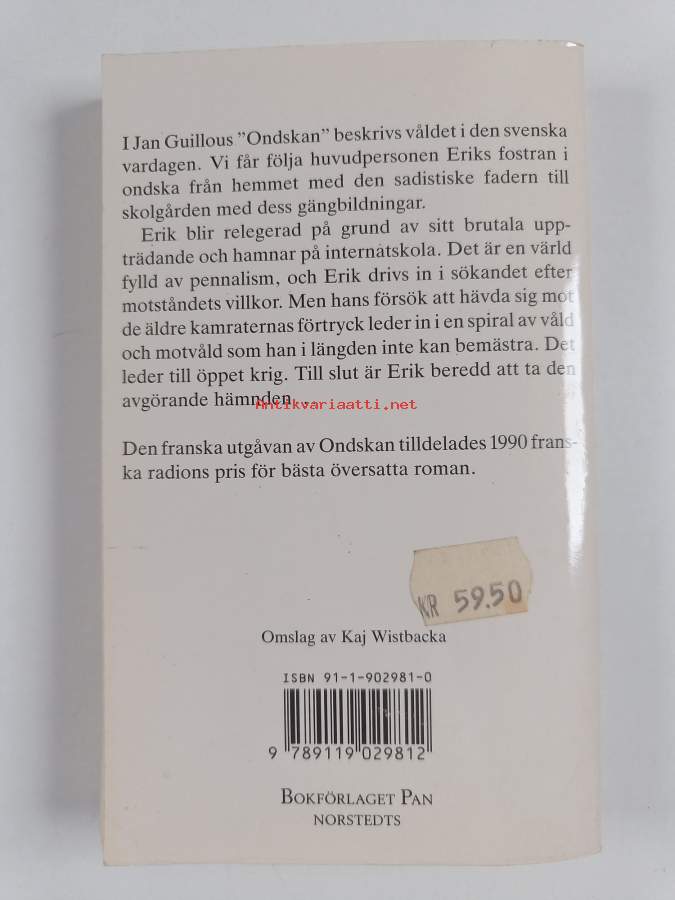 I Jan Guillous ”Ondskan” beskrivs våldet i den svenska
vardagen. Vi får följa huvudpersonen Eriks fostran i
ondska från hemmet med den sadistiske fadern till
skolgården med dess gängbildningar.
Erik blir relegerad på grund av sitt brutala upp-
trädande och hamnar på internatskola. Det är en värld
fylld av pennalism, och Erik drivs in i sökandet efter
motståndets villkor. Men hans försök att hävda sig mot
de äldre kamraternas förtryck leder in i en spiral av våld
och motvåld som han i längden inte kan bemästra. Det
leder till öppet krig. Till slut är Erik beredd att ta den
avgörande hämnden.
Antikvariaatti.net
Den franska utgåvan av Ondskan tilldelades 1990 frans-
ka radions pris för bästa översatta roman.
KR 59.50
Omslag av Kaj Wistbacka
ISBN 91-1-902981-0
9 789119 029812
BOKFÖRLAGET PAN
NORSTEDTS